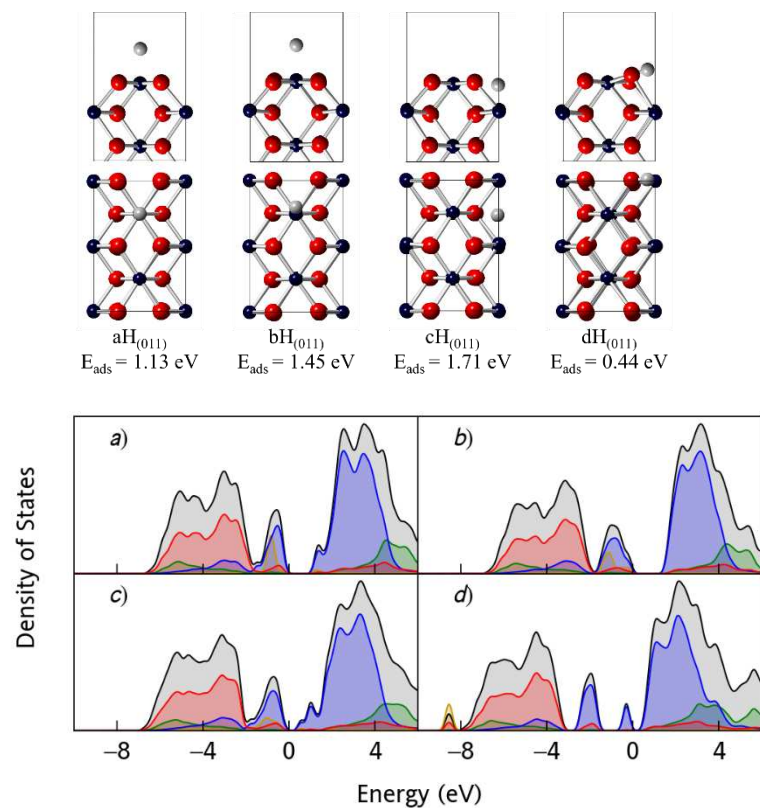 aH(011) bH(011) cH(011) dH(011)
Eads = 1.13 eV Eads = 1.45 eV Eads = 1.71 eV Eads = 0.44 eV
a) b)
c) d)
Density of States
−8 −4 0 4 −8 −4 0 4
Energy (eV)